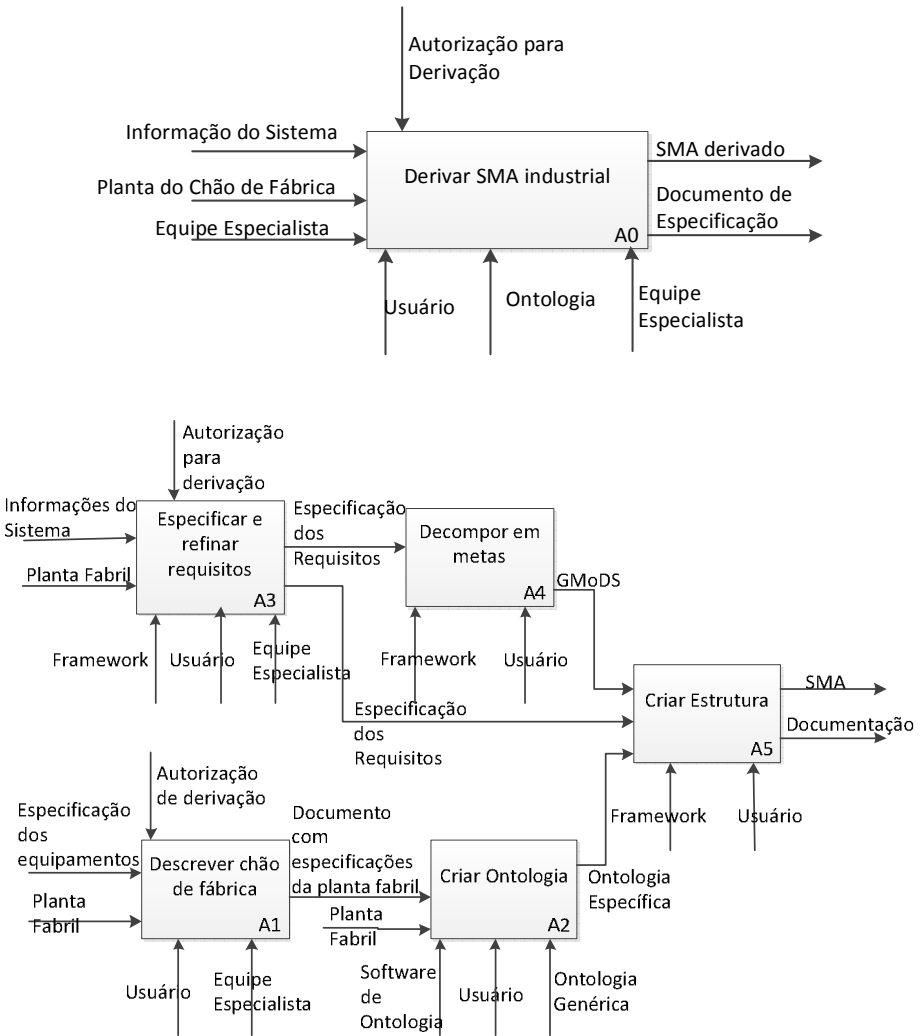 Autorização para
Derivação
Informação do Sistema
Planta do Chão de Fábrica
Equipe Especialista
Derivar SMA industrial
A0
SMA derivado
Documento de
Especificação
Usuário
Ontologia
Equipe
Especialista
Autorização
para
derivação
Informações do
Sistema
Planta Fabril
Especificar e
refinar
requisitos
A3
Especificação
dos
Requisitos
Decompor em
metas
A4
GMoDS
Framework
Usuário
Equipe
Especialista
Framework
Usuário
Especificação
dos
Requisitos
Criar Estrutura
A5
SMA
Documentação
Framework
Usuário
Autorização
de derivação
Especificação
dos
equipamentos
Planta
Fabril
Descrever chão
de fábrica
A1
Documento
com
especificações
da planta fabril
Planta
Fabril
Criar Ontologia
A2
Ontologia
Específica
Usuário
Equipe
Especialista
Software
de
Ontologia
Usuário
Ontologia
Genérica